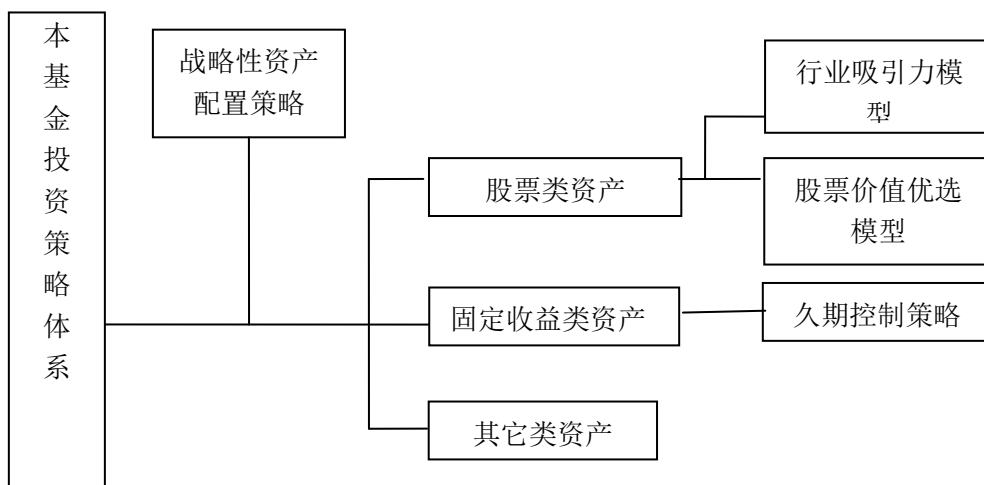 本基金投资策略体系
战略性资产
配置策略
行业吸引力模
型
股票类资产
股票价值优选
模型
固定收益类资产
久期控制策略
其它类资产